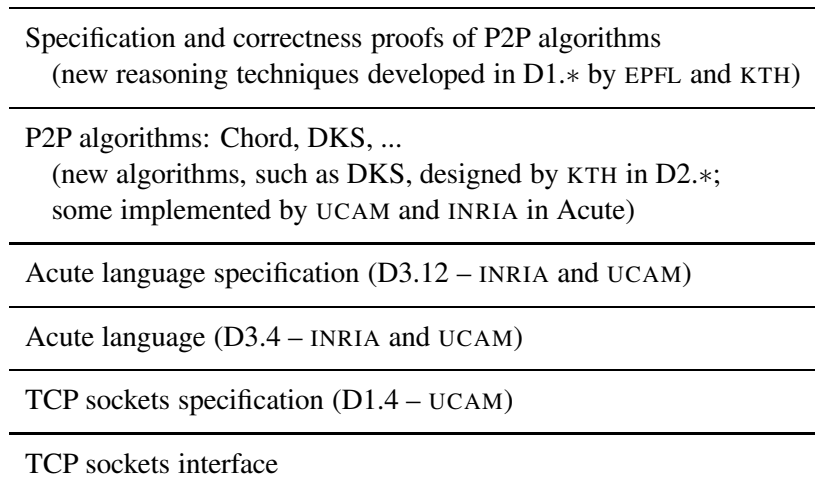 Specification and correctness proofs of P2P algorithms
(new reasoning techniques developed in D1.∗ by EPFL and KTH)
P2P algorithms: Chord, DKS, ...
(new algorithms, such as DKS, designed by KTH in D2.∗;
some implemented by UCAM and INRIA in Acute)
Acute language specification (D3.12 – INRIA and UCAM)
Acute language (D3.4 – INRIA and UCAM)
TCP sockets specification (D1.4 – UCAM)
TCP sockets interface